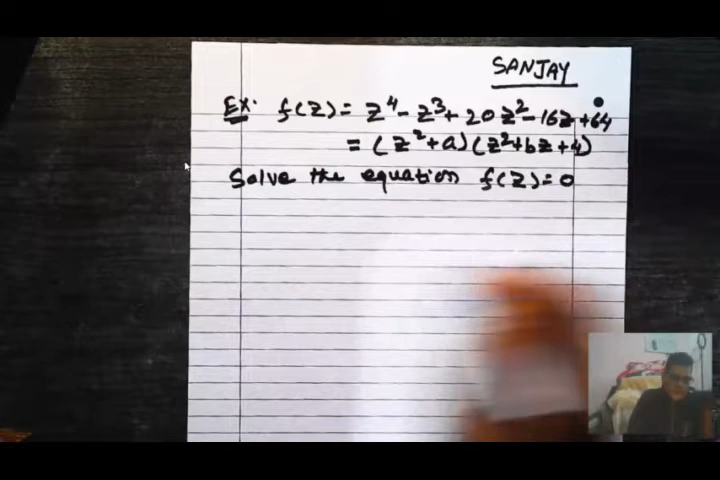 SANJAY
Ex. f(z) = z⁴ - z³ + 20z² - 16z + 64
= (z² + a)(z² + bz + 4)
Solve the equation f(z) = 0